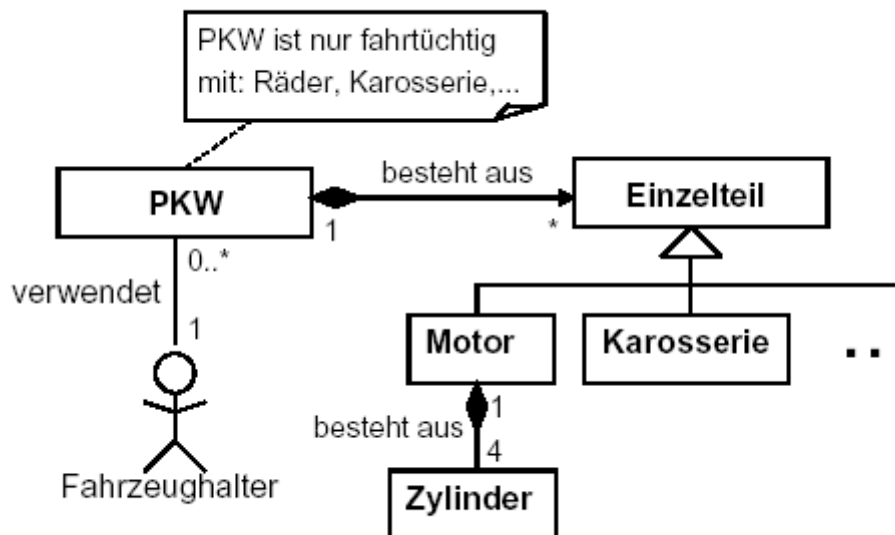 PKW ist nur fahrtüchtig
mit: Räder, Karosserie,...
besteht aus
PKW
Einzelteil
1
*
0..*
verwendet
1
Motor
Karosserie
..
1
besteht aus
4
Fahrzeughalter
Zylinder